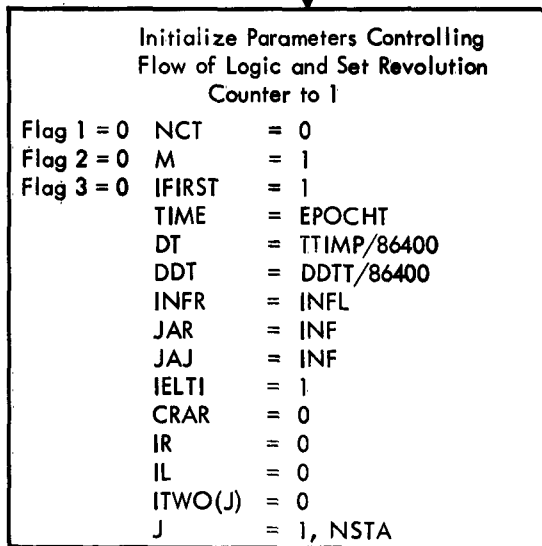 Initialize Parameters Controlling
Flow of Logic and Set Revolution
Counter to 1
Flag 1 = 0 NCT = 0
Flag 2 = 0 M = 1
Flag 3 = 0 IFIRST = 1
TIME = EPOCHT
DT = TTIMP/86400
DDT = DDTT/86400
INFR = INFL
JAR = INF
JAJ = INF
IELTI = 1
CRAR = 0
IR = 0
IL = 0
ITWO(J) = 0
J = 1, NSTA